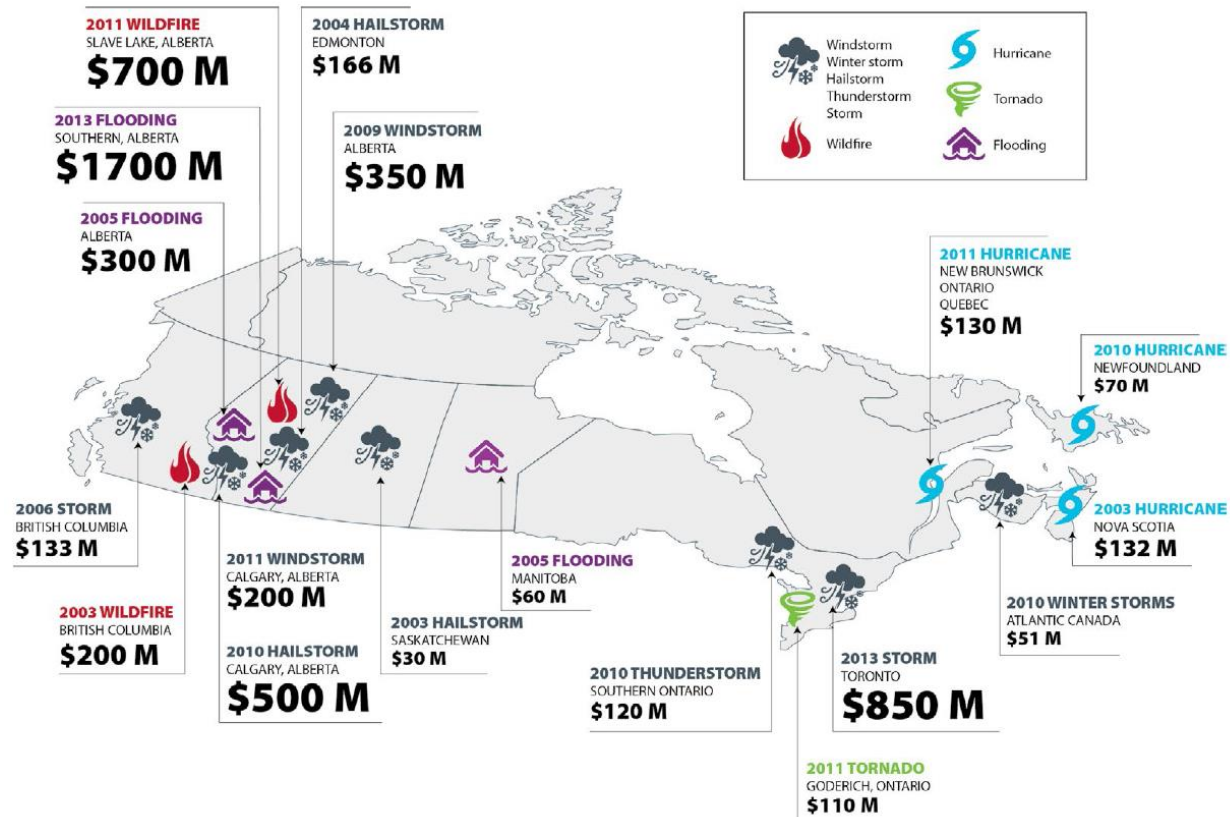 2011 WILDFIRE
SLAVE LAKE, ALBERTA
$700 M
2004 HAILSTORM
EDMONTON
$166 M
Windstorm
Winter storm
Hailstorm
Thunderstorm
Storm
Wildfire
Hurricane
Tornado
Flooding
2013 FLOODING
SOUTHERN, ALBERTA
$1700 M
2009 WINDSTORM
ALBERTA
$350 M
2005 FLOODING
ALBERTA
$300 M
2011 HURRICANE
NEW BRUNSWICK
ONTARIO
QUEBEC
$130 M
2010 HURRICANE
NEWFOUNDLAND
$70 M
2006 STORM
BRITISH COLUMBIA
$133 M
2003 WILDFIRE
BRITISH COLUMBIA
$200 M
2011 WINDSTORM
CALGARY, ALBERTA
$200 M
2010 HAILSTORM
CALGARY, ALBERTA
$500 M
2003 HAILSTORM
SASKATCHEWAN
$30 M
2005 FLOODING
MANITOBA
$60 M
2010 THUNDERSTORM
SOUTHERN ONTARIO
$120 M
2013 STORM
TORONTO
$850 M
2011 TORNADO
GODERICH, ONTARIO
$110 M
2010 WINTER STORMS
ATLANTIC CANADA
$51 M
2003 HURRICANE
NOVA SCOTIA
$132 M